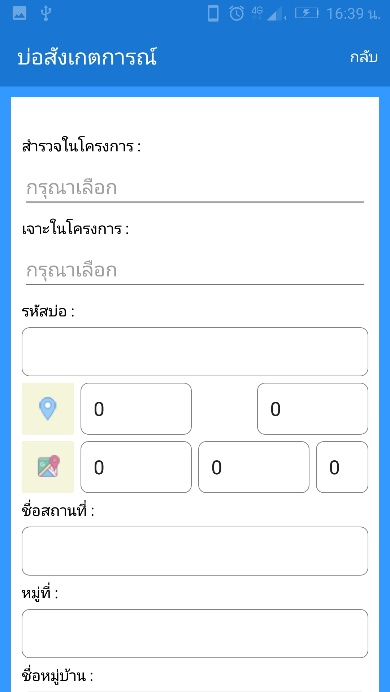 4G 16:39 น.
บ่อสังเกตการณ์ กลับ
สำรวจในโครงการ :
กรุณาเลือก
เจาะในโครงการ :
กรุณาเลือก
รหัสบ่อ :
0 0
0 0 0
ชื่อสถานที่ :
หมู่ที่ :
ชื่อหมู่บ้าน :